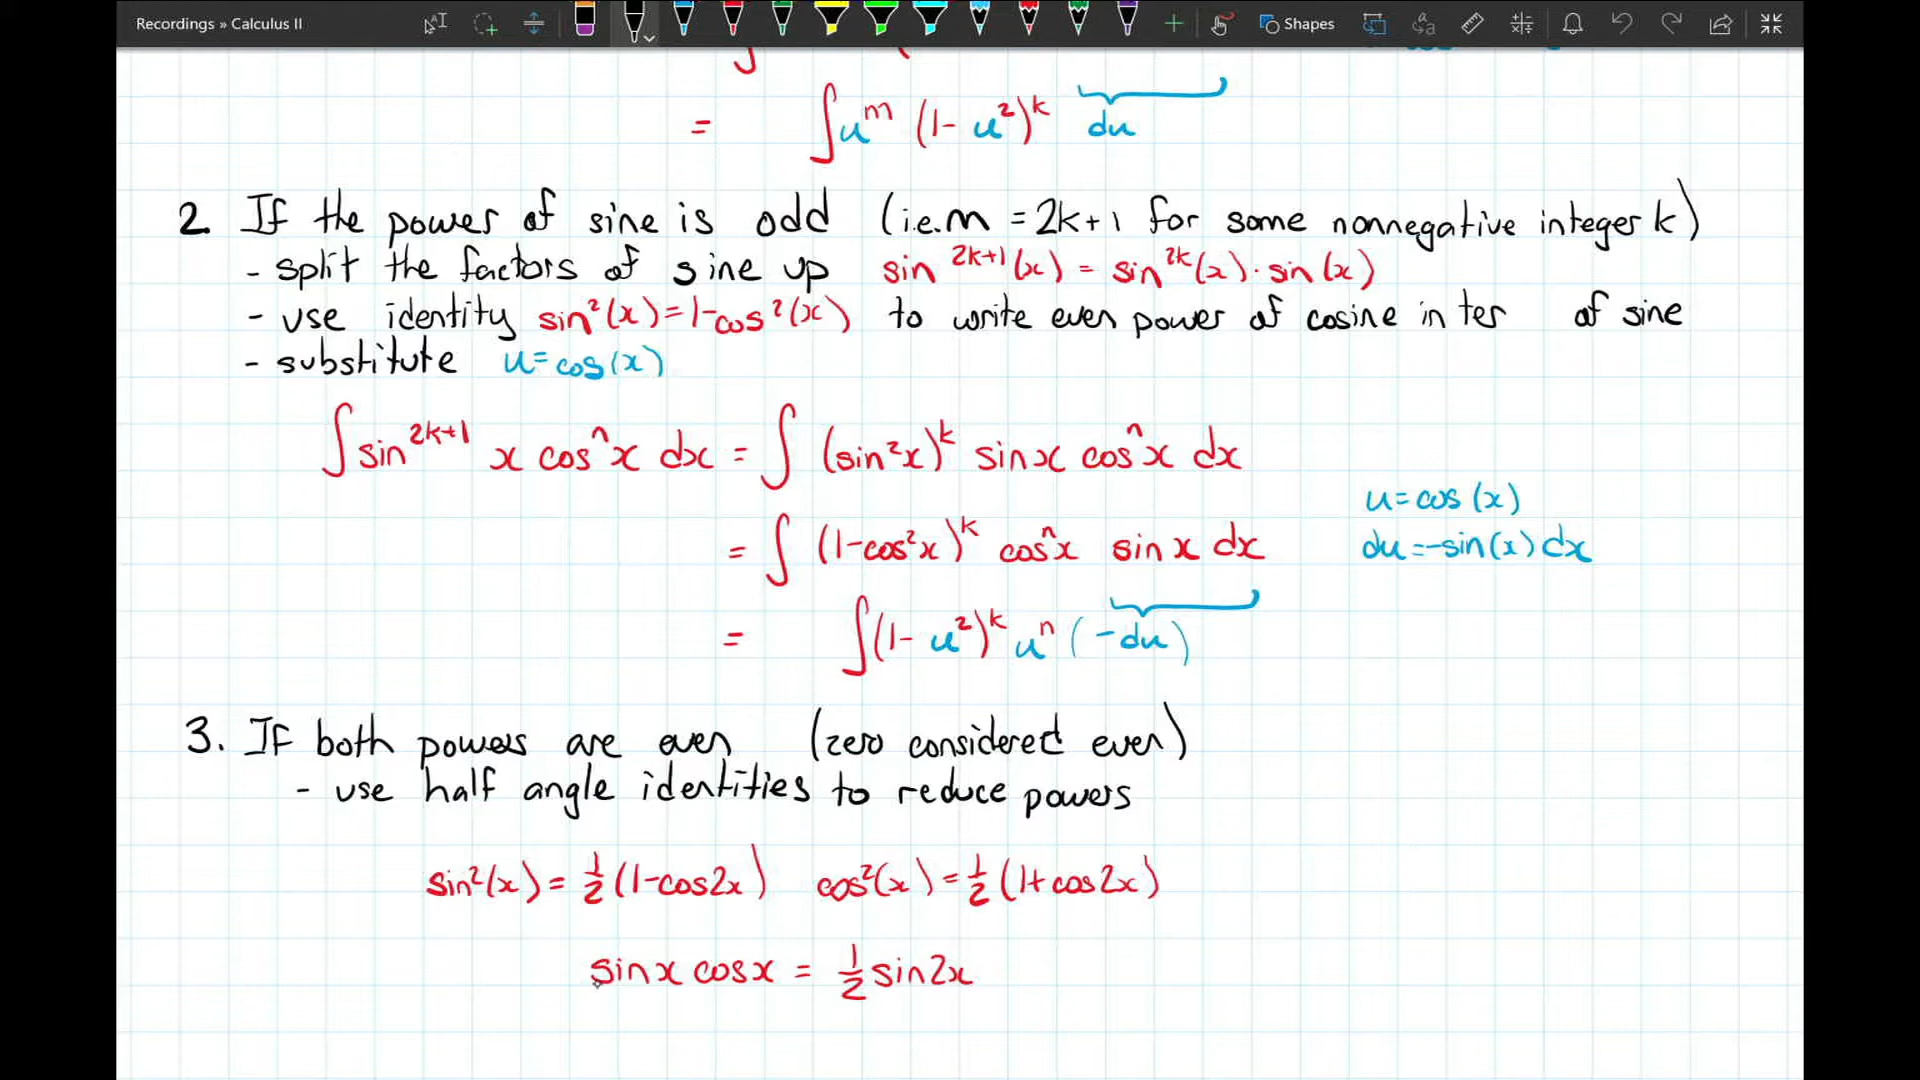 Recordings » Calculus II
Shapes
= ∫u^m (1-u²)^k du
2. If the power of sine is odd (i.e. m = 2k+1 for some nonnegative integer k)
- split the factors of sine up sin^{2k+1}(x) = sin^{2k}(x) · sin(x)
- use identity sin²(x)=1-cos²(x) to write even power of cosine in ter of sine
- substitute u=cos(x)
∫sin^{2k+1} x cos^n x dx = ∫ (sin²x)^k sinx cos^n x dx
u=cos(x)
= ∫ (1-cos²x)^k cos^n x sin x dx
du=-sin(x)dx
= ∫(1-u²)^k u^n (-du)
3. If both powers are even (zero considered even)
- use half angle identities to reduce powers
sin²(x)=½(1-cos2x) cos²(x)=½(1+cos2x)
sinx cosx = ½ sin2x